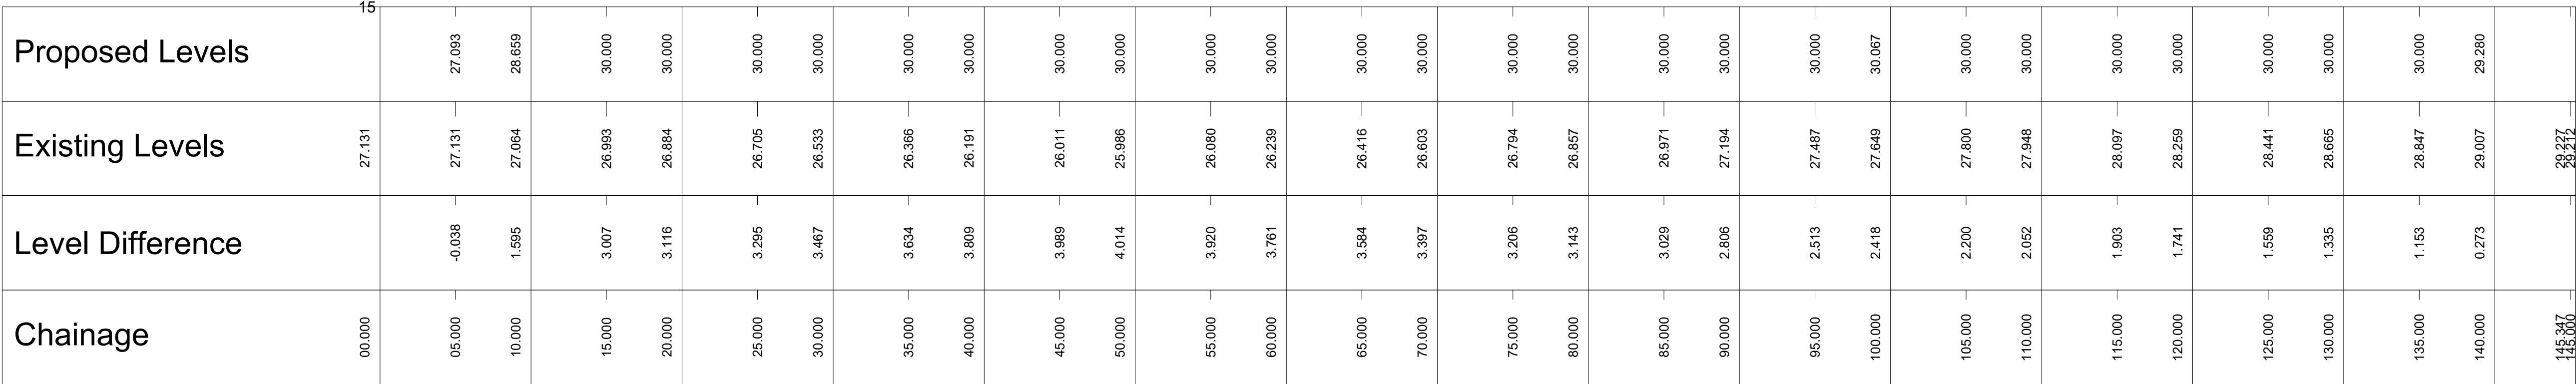 15
Proposed Levels 27.093 28.659 30.000 30.000 30.000 30.000 30.000 30.000 30.000 30.000 30.000 30.000 30.000 30.000 30.000 30.000 30.000 30.000 30.000 30.067 30.000 30.000 30.000 30.000 30.000 30.000 30.000 29.280
Existing Levels 27.131 27.131 27.064 26.993 26.884 26.705 26.533 26.366 26.191 26.011 25.986 26.080 26.239 26.416 26.603 26.794 26.857 26.971 27.194 27.487 27.649 27.800 27.948 28.097 28.259 28.441 28.665 28.847 29.007 29.227 29.212
Level Difference -0.038 1.595 3.007 3.116 3.295 3.467 3.634 3.809 3.989 4.014 3.920 3.761 3.584 3.397 3.206 3.143 3.029 2.806 2.513 2.418 2.200 2.052 1.903 1.741 1.559 1.335 1.153 0.273
Chainage 00.000 05.000 10.000 15.000 20.000 25.000 30.000 35.000 40.000 45.000 50.000 55.000 60.000 65.000 70.000 75.000 80.000 85.000 90.000 95.000 100.000 105.000 110.000 115.000 120.000 125.000 130.000 135.000 140.000 145.347 145.000